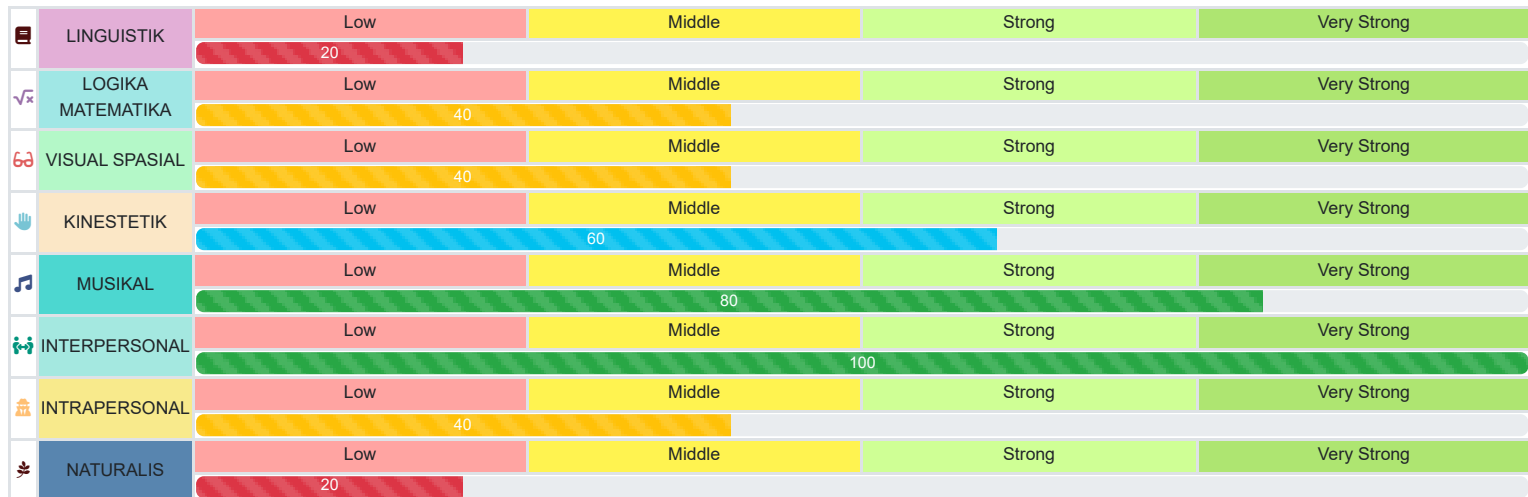 LINGUISTIK
Low Middle Strong Very Strong
20
LOGIKA
MATEMATIKA
Low Middle Strong Very Strong
40
VISUAL SPASIAL
Low Middle Strong Very Strong
40
KINESTETIK
Low Middle Strong Very Strong
60
MUSIKAL
Low Middle Strong Very Strong
80
INTERPERSONAL
Low Middle Strong Very Strong
100
INTRAPERSONAL
Low Middle Strong Very Strong
40
NATURALIS
Low Middle Strong Very Strong
20